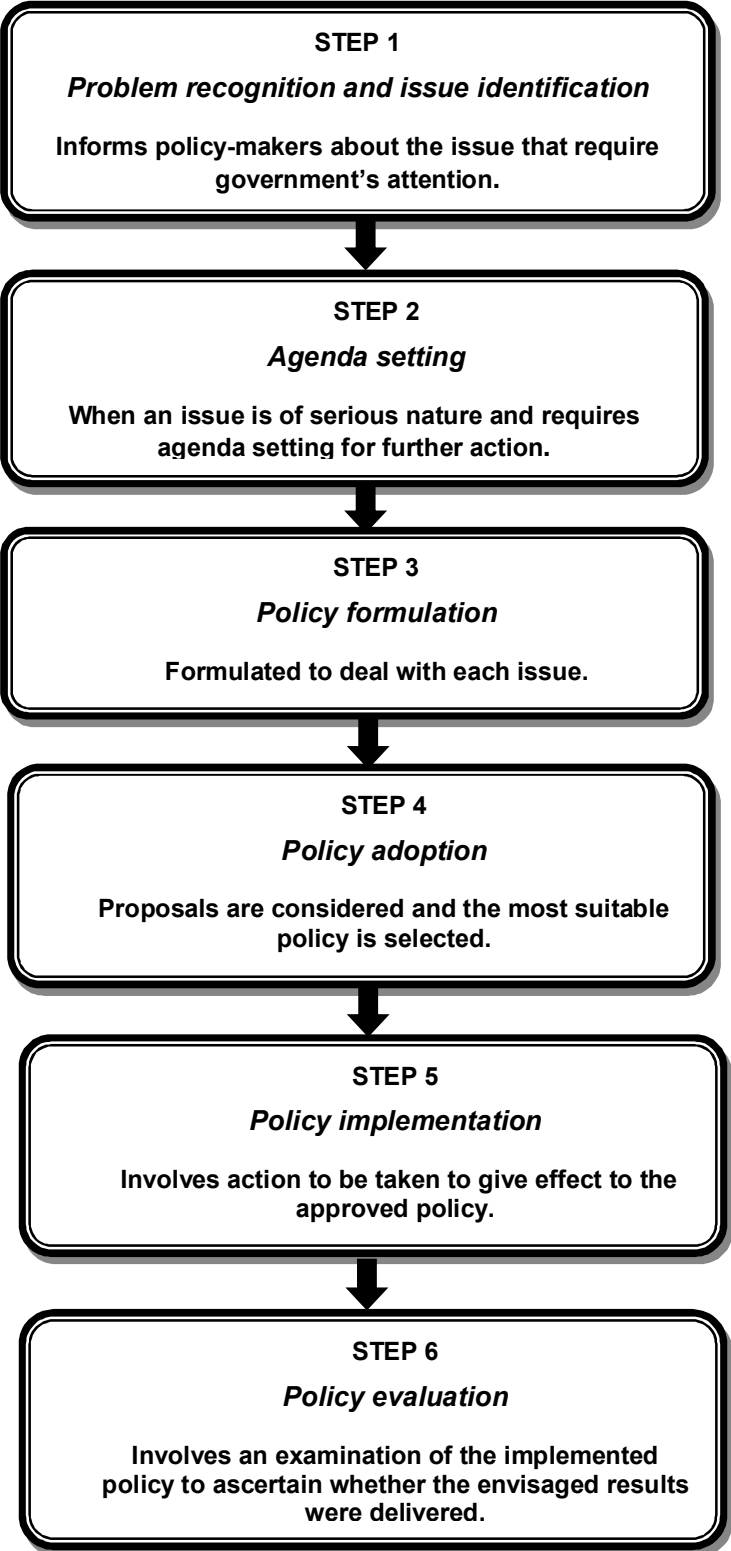 STEP 1
Problem recognition and issue identification
Informs policy-makers about the issue that require
government’s attention.
STEP 2
Agenda setting
When an issue is of serious nature and requires
agenda setting for further action.
STEP 3
Policy formulation
Formulated to deal with each issue.
STEP 4
Policy adoption
Proposals are considered and the most suitable
policy is selected.
STEP 5
Policy implementation
Involves action to be taken to give effect to the
approved policy.
STEP 6
Policy evaluation
Involves an examination of the implemented
policy to ascertain whether the envisaged results
were delivered.